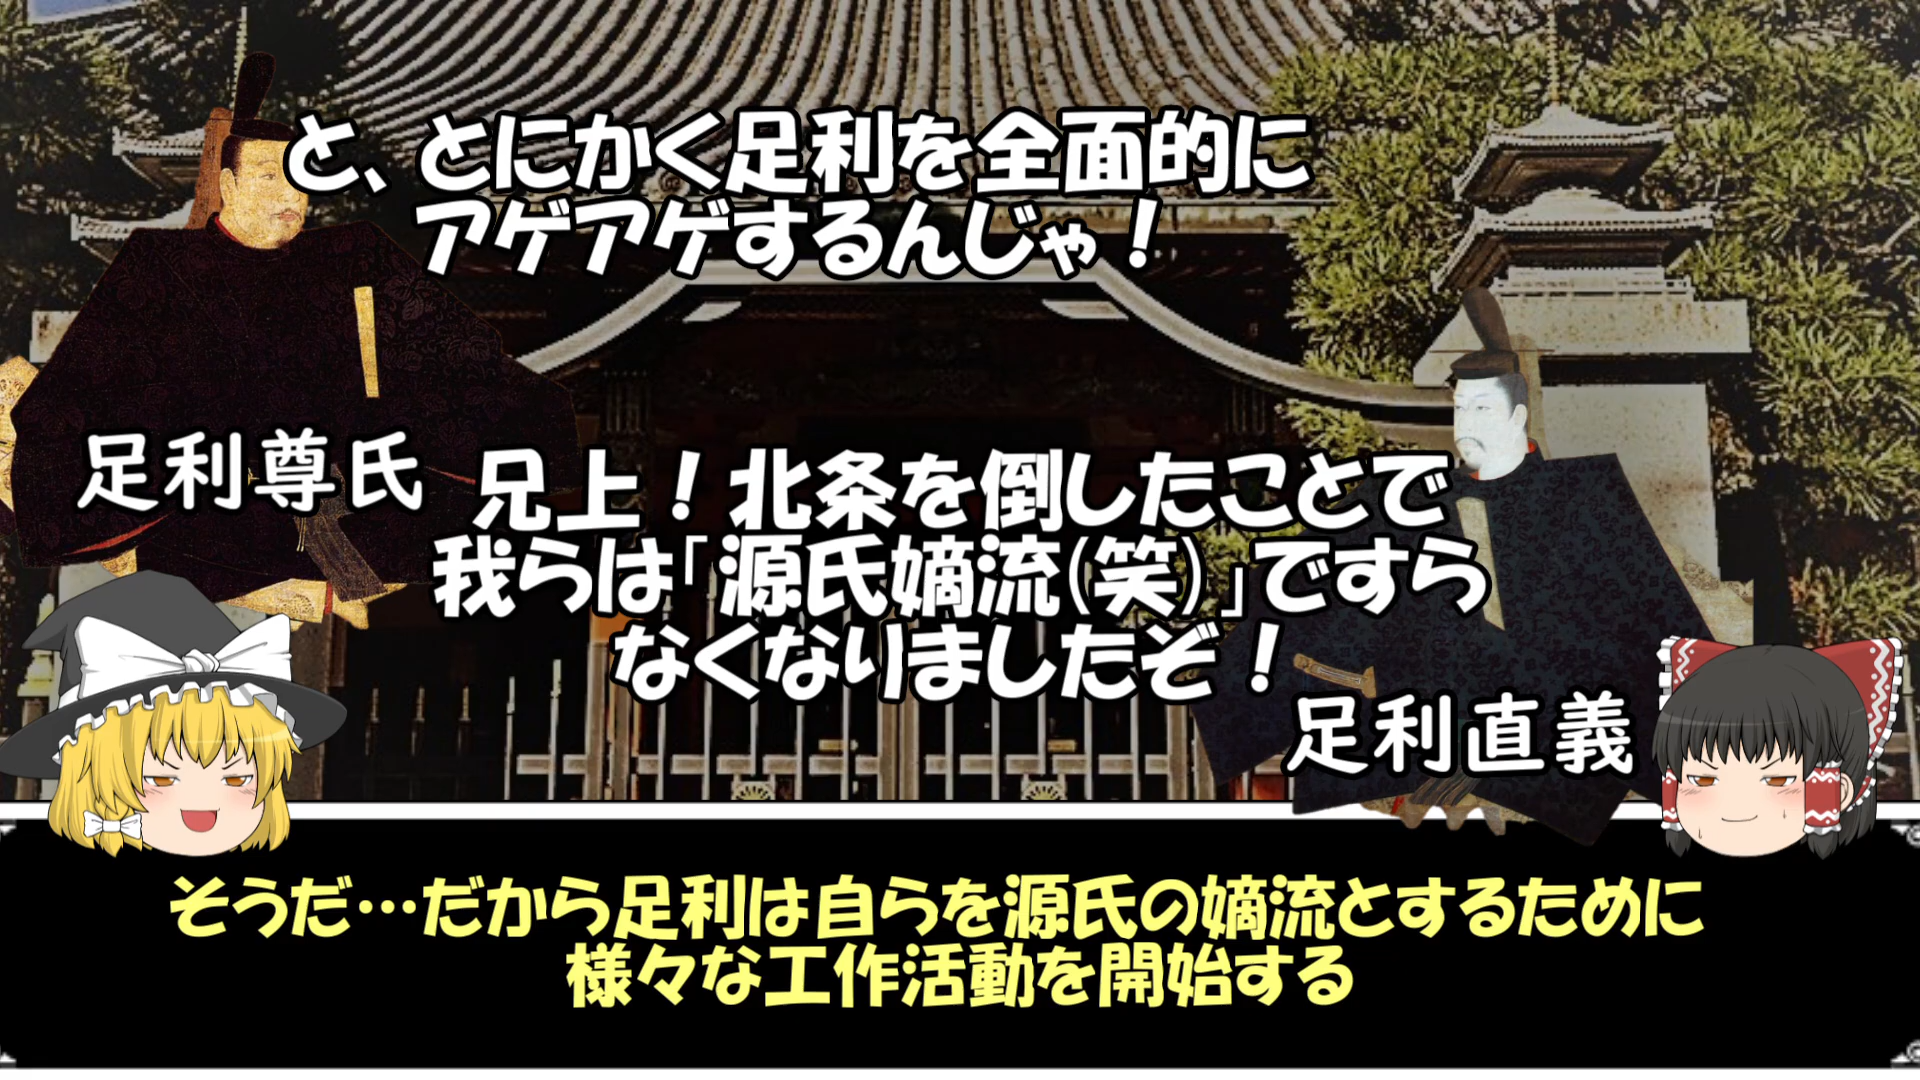 と、とにかく足利を全面的に
アゲアゲするんじゃ！
足利尊氏
兄上！北条を倒したことで
我らは「源氏嫡流(笑)」ですら
なくなりましたぞ！
足利直義
そうだ…だから足利は自らを源氏の嫡流とするために
様々な工作活動を開始する